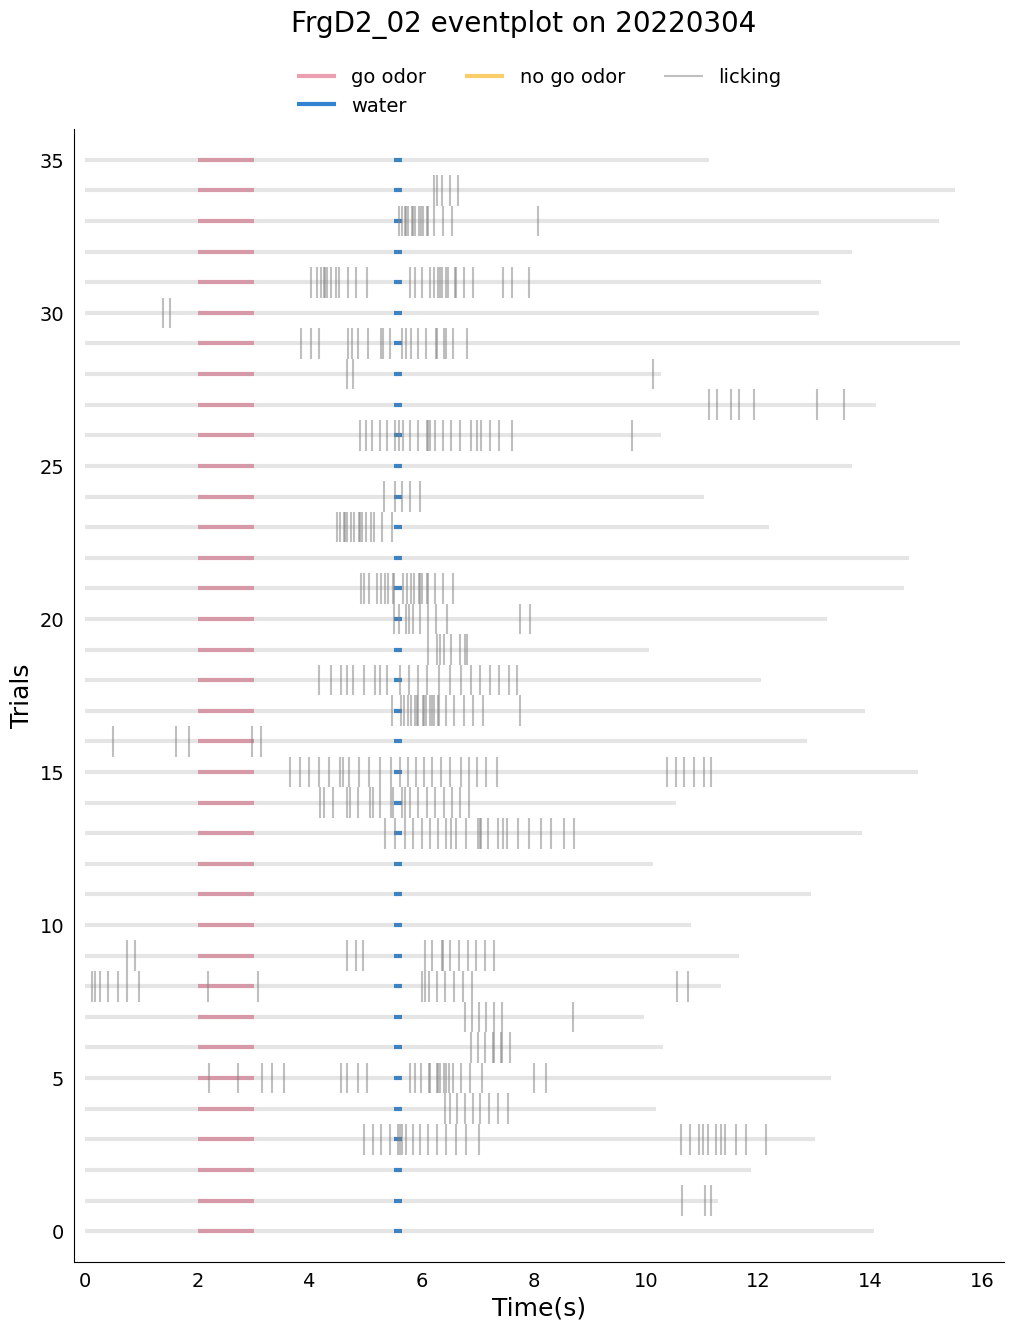 FrgD2_02 eventplot on 20220304
go odor
no go odor
licking
water
35
30
25
20
15
10
5
0
Trials
0 2 4 6 8 10 12 14 16
Time(s)